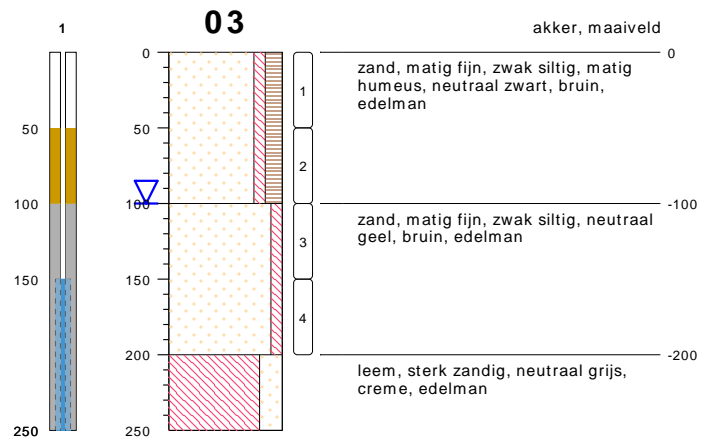 03
1
akker, maaiveld
0
0
zand, matig fijn, zwak siltig, matig
humeus, neutraal zwart, bruin,
edelman
1
50
50
2
100
100
-100
zand, matig fijn, zwak siltig, neutraal
geel, bruin, edelman
3
150
150
4
200
-200
leem, sterk zandig, neutraal grijs,
creme, edelman
250
250